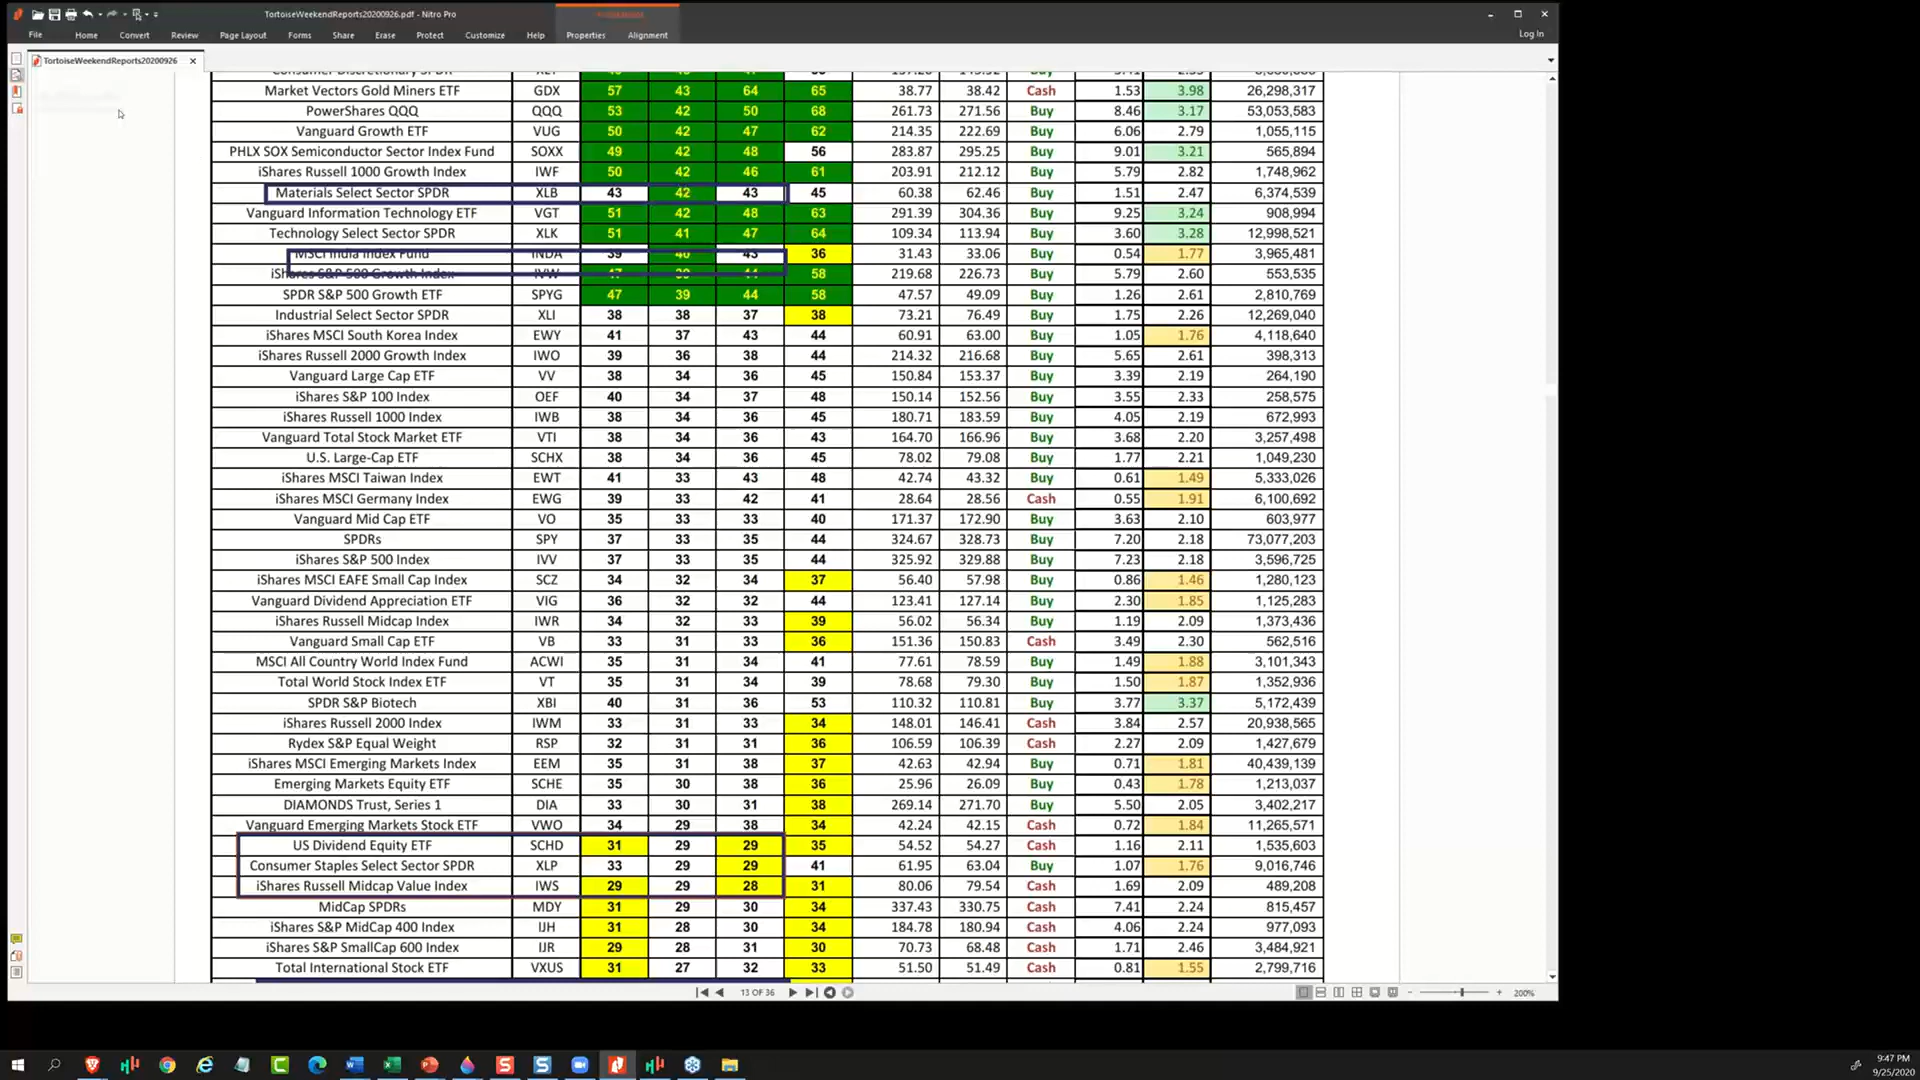 TortoiseWeekendReports20200926.pdf - Nitro Pro
File Home Convert Review Page Layout Forms Share Erase Protect Customize Help Properties Alignment Log In
TortoiseWeekendReports20200926
Market Vectors Gold Miners ETF GDX 57 43 64 65 38.77 38.42 Cash 1.53 3.98 26,298,317
PowerShares QQQ QQQ 53 42 50 68 261.73 271.56 Buy 8.46 3.17 53,053,583
Vanguard Growth ETF VUG 50 42 47 62 214.35 222.69 Buy 6.06 2.79 1,055,115
PHLX SOX Semiconductor Sector Index Fund SOXX 49 42 48 56 283.87 295.25 Buy 9.01 3.21 565,894
iShares Russell 1000 Growth Index IWF 50 42 46 61 203.91 212.12 Buy 5.79 2.82 1,748,962
Materials Select Sector SPDR XLB 43 42 43 45 60.38 62.46 Buy 1.51 2.47 6,374,539
Vanguard Information Technology ETF VGT 51 42 48 63 291.39 304.36 Buy 9.25 3.24 908,994
Technology Select Sector SPDR XLK 51 41 47 64 109.34 113.94 Buy 3.60 3.28 12,998,521
MSCI India Index Fund INDA 39 40 43 36 31.43 33.06 Buy 0.54 1.77 3,965,481
iShares S&P 500 Growth Index IVW 47 39 44 58 219.68 226.73 Buy 5.79 2.60 553,535
SPDR S&P 500 Growth ETF SPYG 47 39 44 58 47.57 49.09 Buy 1.26 2.61 2,810,769
Industrial Select Sector SPDR XLI 38 38 37 38 73.21 76.49 Buy 1.75 2.26 12,269,040
iShares MSCI South Korea Index EWY 41 37 43 44 60.91 63.00 Buy 1.05 1.76 4,118,640
iShares Russell 2000 Growth Index IWO 39 36 38 44 214.32 216.68 Buy 5.65 2.61 398,313
Vanguard Large Cap ETF VV 38 34 36 45 150.84 153.37 Buy 3.39 2.19 264,190
iShares S&P 100 Index OEF 40 34 37 48 150.14 152.56 Buy 3.55 2.33 258,575
iShares Russell 1000 Index IWB 38 34 36 45 180.71 183.59 Buy 4.05 2.19 672,993
Vanguard Total Stock Market ETF VTI 38 34 36 43 164.70 166.96 Buy 3.68 2.20 3,257,498
U.S. Large-Cap ETF SCHX 38 34 36 45 78.02 79.08 Buy 1.77 2.21 1,049,230
iShares MSCI Taiwan Index EWT 41 33 43 48 42.74 43.32 Buy 0.61 1.49 5,333,026
iShares MSCI Germany Index EWG 39 33 42 41 28.64 28.56 Cash 0.55 1.91 6,100,692
Vanguard Mid Cap ETF VO 35 33 33 40 171.37 172.90 Buy 3.63 2.10 603,977
SPDRs SPY 37 33 35 44 324.67 328.73 Buy 7.20 2.18 73,077,203
iShares S&P 500 Index IVV 37 33 35 44 325.92 329.88 Buy 7.23 2.18 3,596,725
iShares MSCI EAFE Small Cap Index SCZ 34 32 34 37 56.40 57.98 Buy 0.86 1.46 1,280,123
Vanguard Dividend Appreciation ETF VIG 36 32 32 44 123.41 127.14 Buy 2.30 1.85 1,125,283
iShares Russell Midcap Index IWR 34 32 33 39 56.02 56.34 Buy 1.19 2.09 1,373,436
Vanguard Small Cap ETF VB 33 31 33 36 151.36 150.83 Cash 3.49 2.30 562,516
MSCI All Country World Index Fund ACWI 35 31 34 41 77.61 78.59 Buy 1.49 1.88 3,101,343
Total World Stock Index ETF VT 35 31 34 39 78.68 79.30 Buy 1.50 1.87 1,352,936
SPDR S&P Biotech XBI 40 31 36 53 110.32 110.81 Buy 3.77 3.37 5,172,439
iShares Russell 2000 Index IWM 33 31 33 34 148.01 146.41 Cash 3.84 2.57 20,938,565
Rydex S&P Equal Weight RSP 32 31 31 36 106.59 106.39 Cash 2.27 2.09 1,427,679
iShares MSCI Emerging Markets Index EEM 35 31 38 37 42.63 42.94 Buy 0.71 1.81 40,439,139
Emerging Markets Equity ETF SCHE 35 30 38 36 25.96 26.09 Buy 0.43 1.78 1,213,037
DIAMONDS Trust, Series 1 DIA 33 30 31 38 269.14 271.70 Buy 5.50 2.05 3,402,217
Vanguard Emerging Markets Stock ETF VWO 34 29 38 34 42.24 42.15 Cash 0.72 1.84 11,265,571
US Dividend Equity ETF SCHD 31 29 29 35 54.52 54.27 Cash 1.16 2.11 1,535,603
Consumer Staples Select Sector SPDR XLP 33 29 29 41 61.95 63.04 Buy 1.07 1.76 9,016,746
iShares Russell Midcap Value Index IWS 29 29 28 31 80.06 79.54 Cash 1.69 2.09 489,208
MidCap SPDRs MDY 31 29 30 34 337.43 330.75 Cash 7.41 2.24 815,457
iShares S&P MidCap 400 Index IJH 31 28 30 34 184.78 180.94 Cash 4.06 2.24 977,093
iShares S&P SmallCap 600 Index IJR 29 28 31 30 70.73 68.48 Cash 1.71 2.46 3,484,921
Total International Stock ETF VXUS 31 27 32 33 51.50 51.49 Cash 0.81 1.55 2,799,716
13 OF 36 200%
9:47 PM
9/25/2020